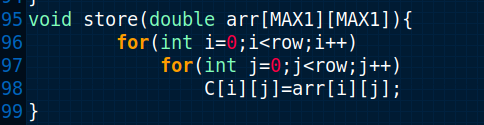 95 void store(double arr[MAX1][MAX1]){
96         for(int i=0;i<row;i++)
97             for(int j=0;j<row;j++)
98                 C[i][j]=arr[i][j];
99 }